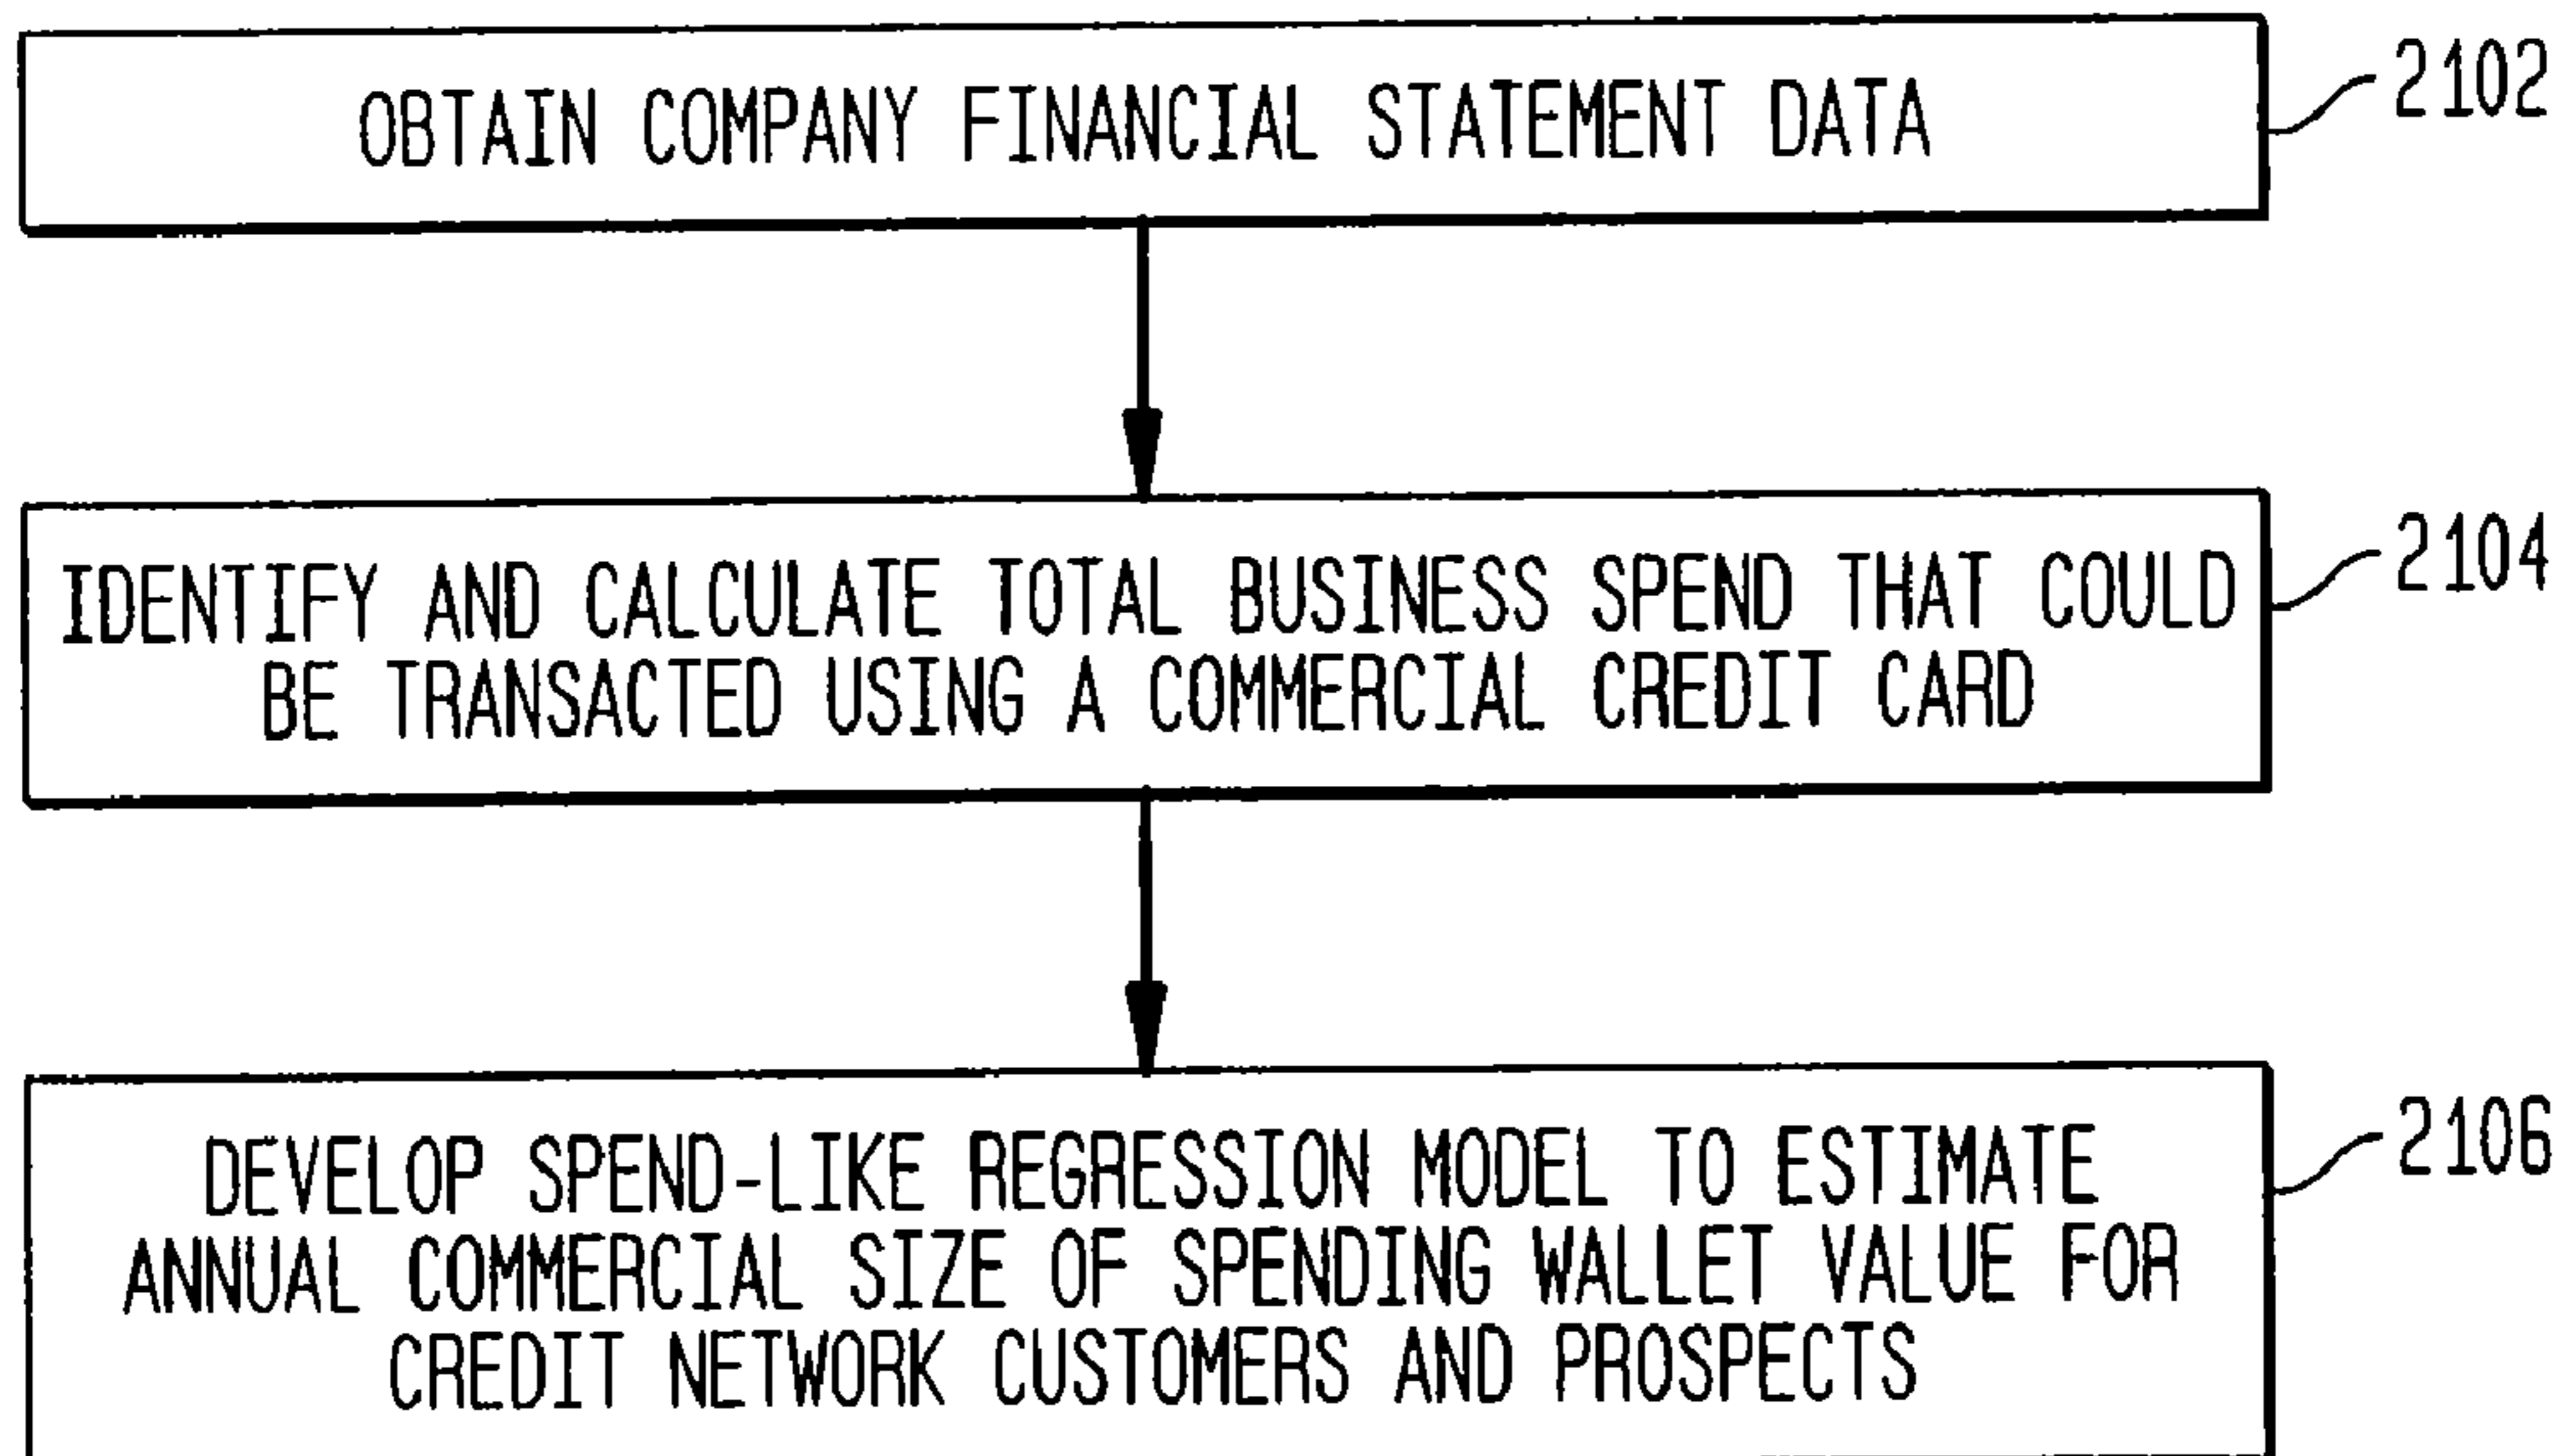 OBTAIN COMPANY FINANCIAL STATEMENT DATA
2102
IDENTIFY AND CALCULATE TOTAL BUSINESS SPEND THAT COULD
BE TRANSACTED USING A COMMERCIAL CREDIT CARD
2104
DEVELOP SPEND-LIKE REGRESSION MODEL TO ESTIMATE
ANNUAL COMMERCIAL SIZE OF SPENDING WALLET VALUE FOR
CREDIT NETWORK CUSTOMERS AND PROSPECTS
2106